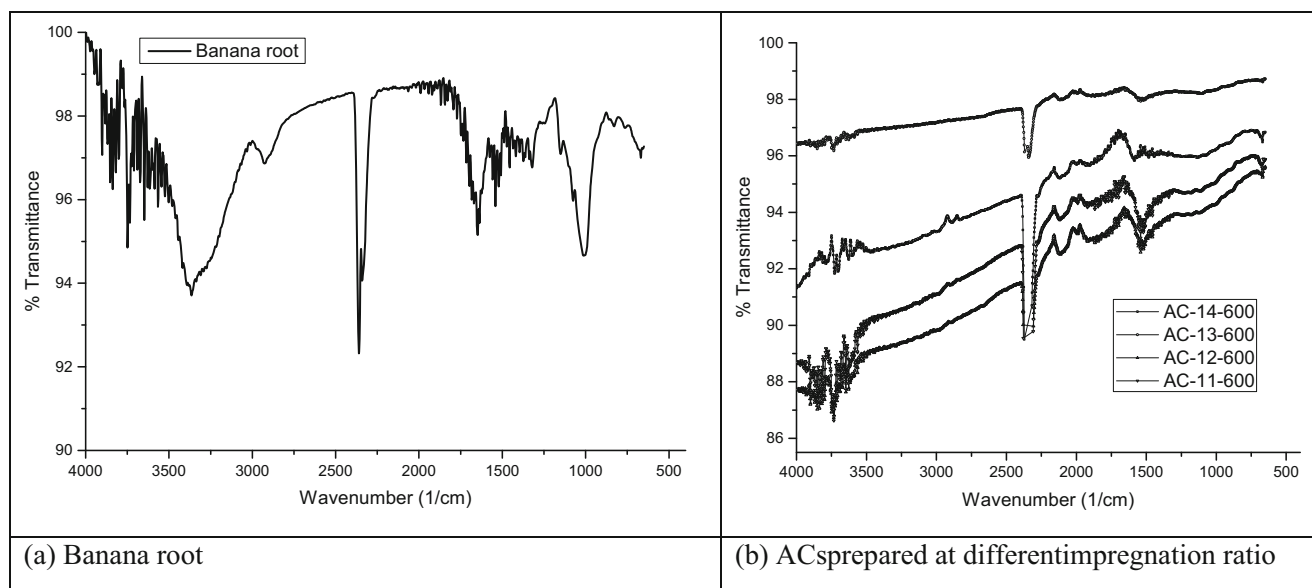 100
98
96
94
92
90
% Transmittance
Banana root
4000 3500 3000 2500 2000 1500 1000 500
Wavenumber (1/cm)
100
98
96
94
92
90
88
86
% Transmittance
AC-14-600
AC-13-600
AC-12-600
AC-11-600
4000 3500 3000 2500 2000 1500 1000 500
Wavenumber (1/cm)
(a) Banana root
(b) ACsprepared at differentimpregnation ratio